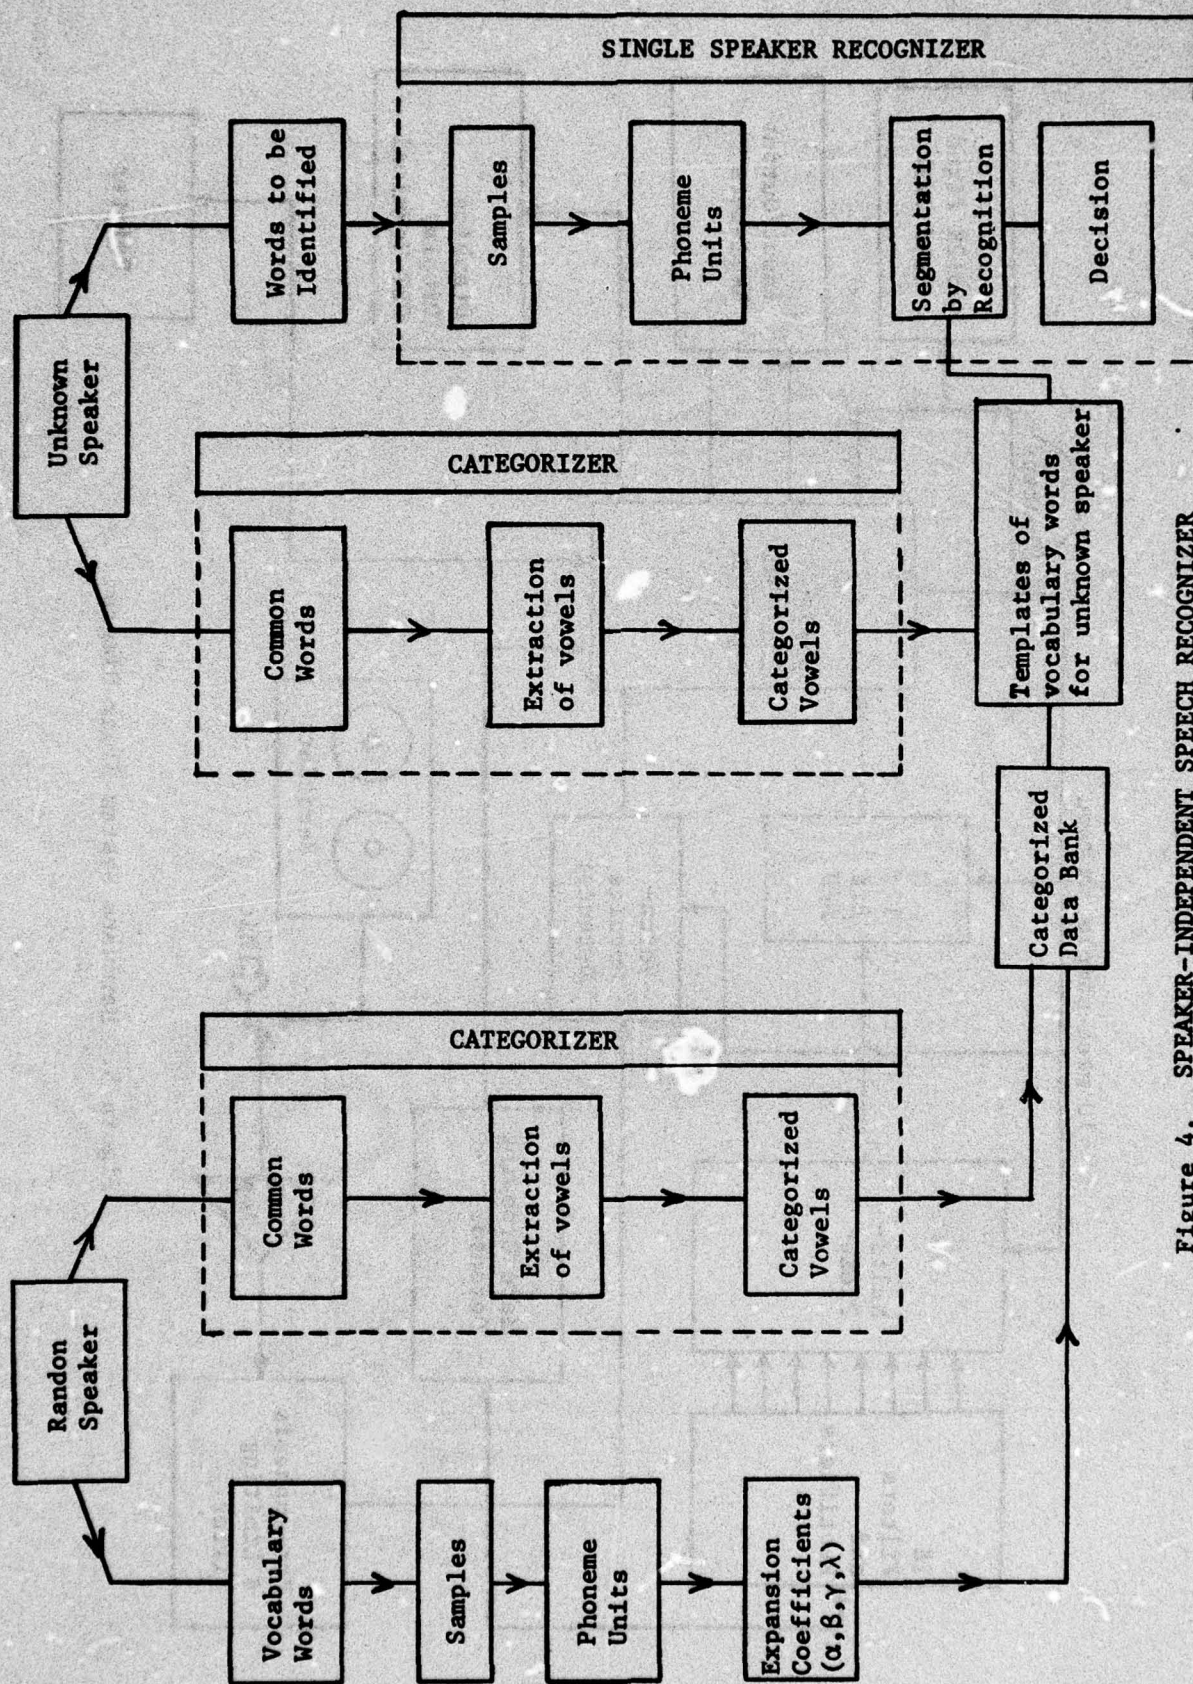 Randon
Speaker
Unknown
Speaker
Vocabulary
Words
Samples
Phoneme
Units
Expansion
Coefficients
(α,β,γ,λ)
Common
Words
Extraction
of vowels
Categorized
Vowels
CATEGORIZER
Categorized
Data Bank
Common
Words
Extraction
of vowels
Categorized
Vowels
CATEGORIZER
Templates of
vocabulary words
for unknown speaker
Words to be
Identified
Samples
Phoneme
Units
Segmentation
by
Recognition
Decision
SINGLE SPEAKER RECOGNIZER
Figure 4. SPEAKER-INDEPENDENT SPEECH RECOGNIZER